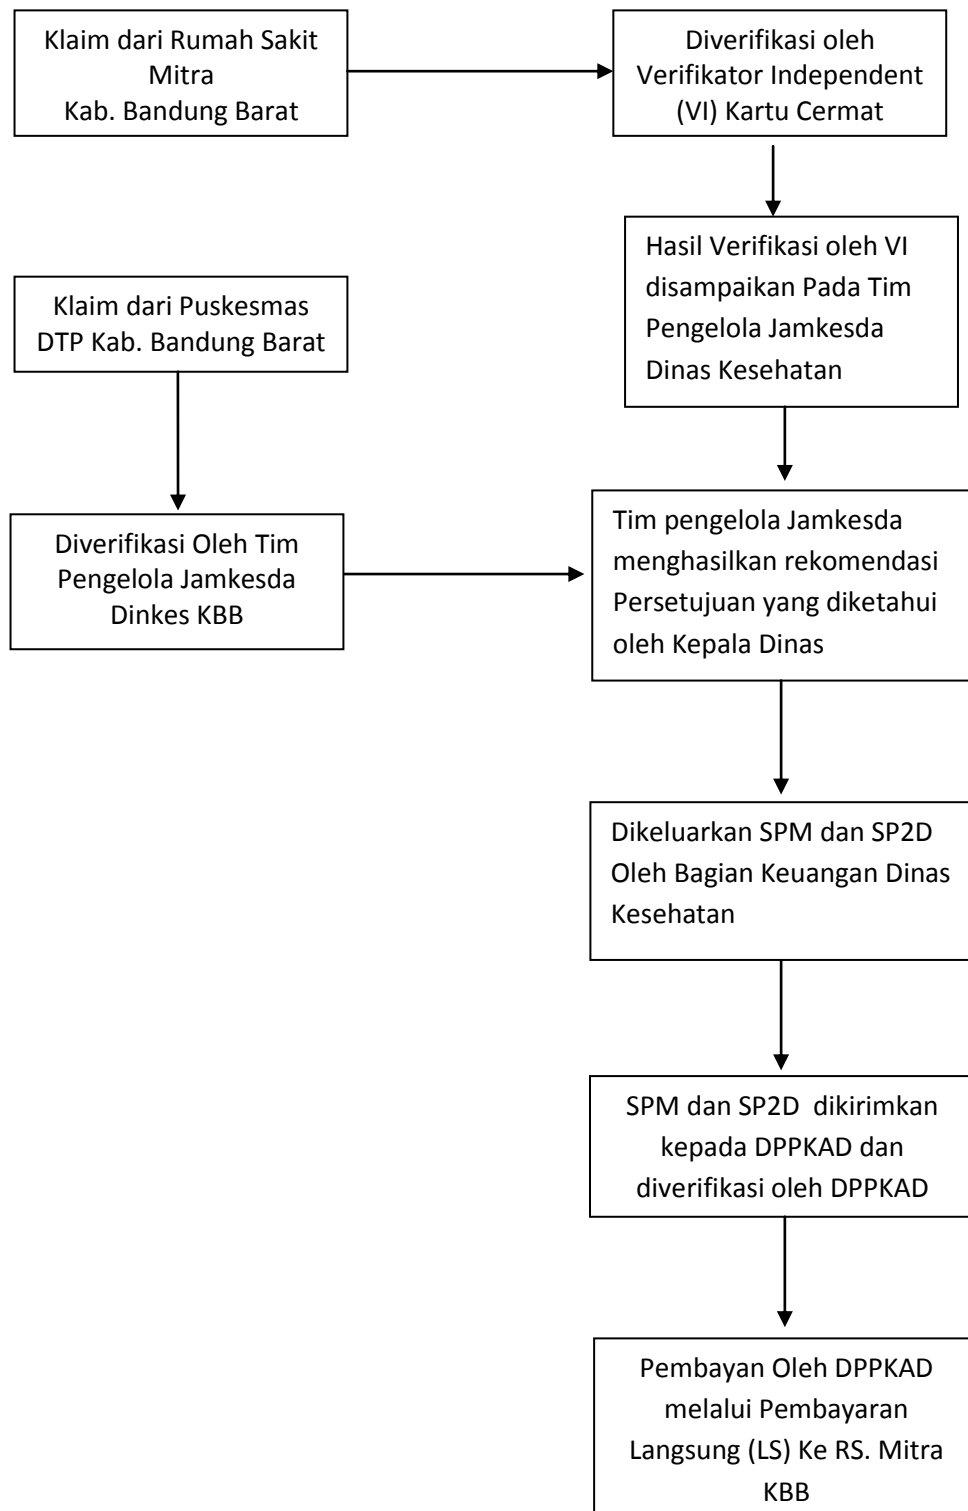 Klaim dari Rumah Sakit
Mitra
Kab. Bandung Barat
Diverifikasi oleh
Verifikator Independent
(VI) Kartu Cermat
Hasil Verifikasi oleh VI
disampaikan Pada Tim
Pengelola Jamkesda
Dinas Kesehatan
Klaim dari Puskesmas
DTP Kab. Bandung Barat
Diverifikasi Oleh Tim
Pengelola Jamkesda
Dinkes KBB
Tim pengelola Jamkesda
menghasilkan rekomendasi
Persetujuan yang diketahui
oleh Kepala Dinas
Dikeluarkan SPM dan SP2D
Oleh Bagian Keuangan Dinas
Kesehatan
SPM dan SP2D dikirimkan
kepada DPPKAD dan
diverifikasi oleh DPPKAD
Pembayan Oleh DPPKAD
melalui Pembayaran
Langsung (LS) Ke RS. Mitra
KBB